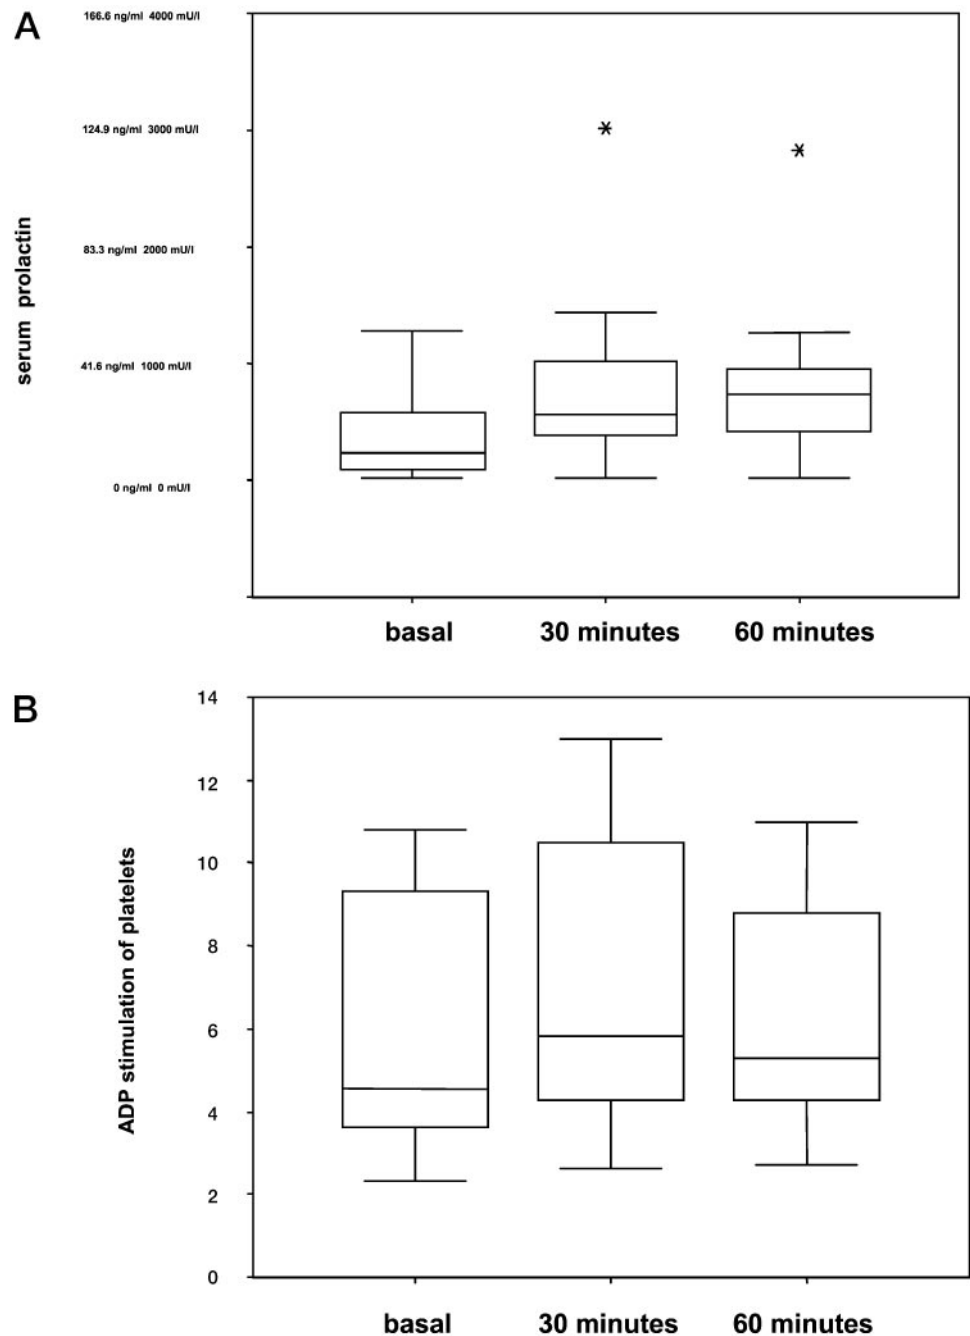 A
166.6 ng/ml 4000 mU/l
124.9 ng/ml 3000 mU/l
83.3 ng/ml 2000 mU/l
41.6 ng/ml 1000 mU/l
0 ng/ml 0 mU/l
serum prolactin
basal 30 minutes 60 minutes
B
14
12
10
8
6
4
2
0
ADP stimulation of platelets
basal 30 minutes 60 minutes